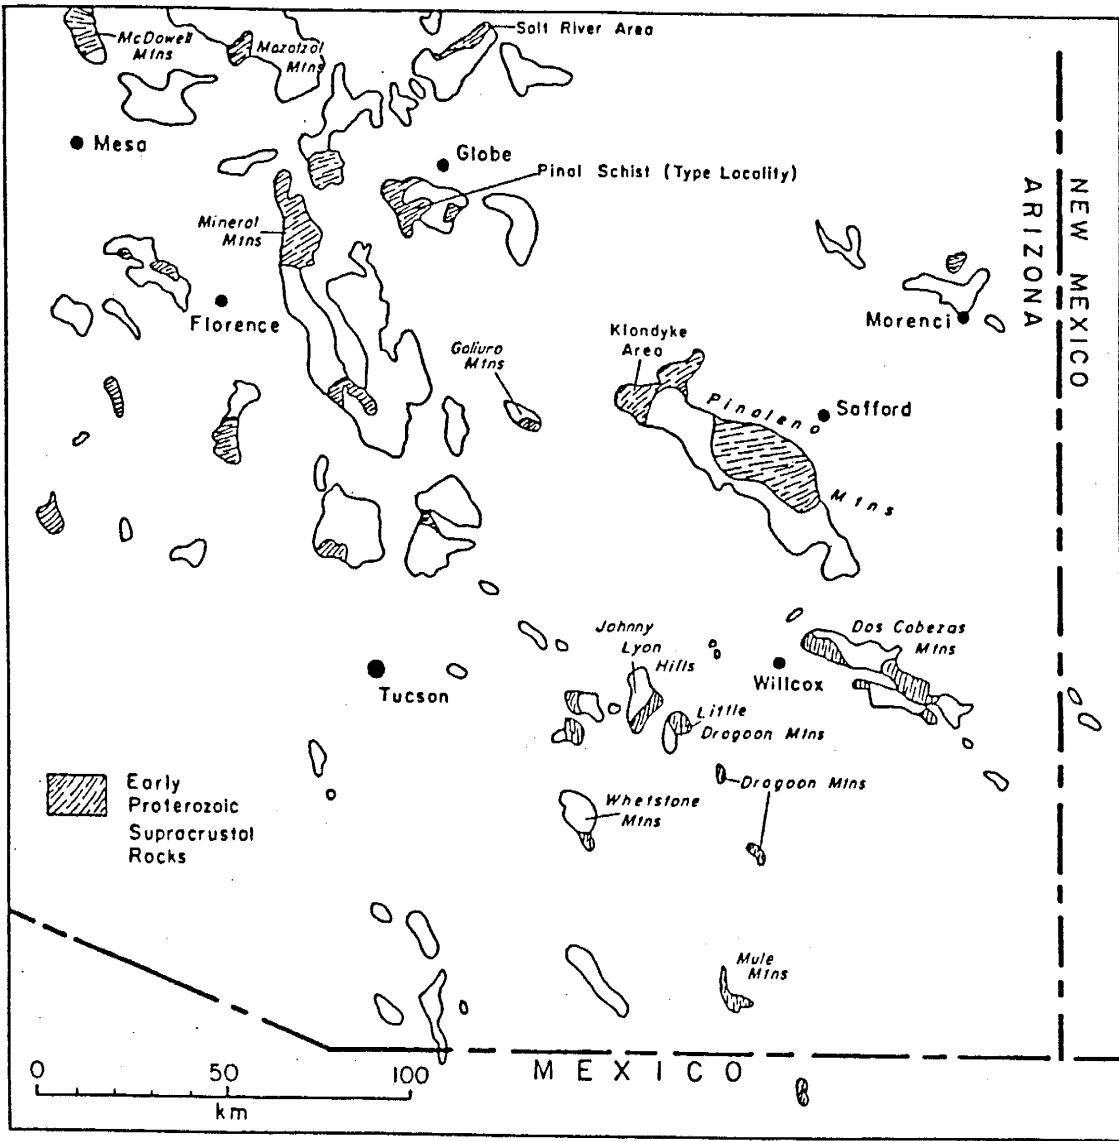 Salt River Area
McDowell
Mtns
Mazatzal
Mtns
Mesa
Globe
Pinal Schist (Type Locality)
Mineral
Mtns
Florence
NEW MEXICO
ARIZONA
Morenci
Klondyke
Area
Galiuro
Mtns
Pinaleno
Mtns
Safford
Johnny
Lyon
Hills
Dos Cabezas
Mtns
Willcox
Tucson
Little
Dragoon Mtns
Dragoon Mtns
Whetstone
Mtns
Early
Proterozoic
Supracrustal
Rocks
Mule
Mtns
MEXICO
0 50 100
km